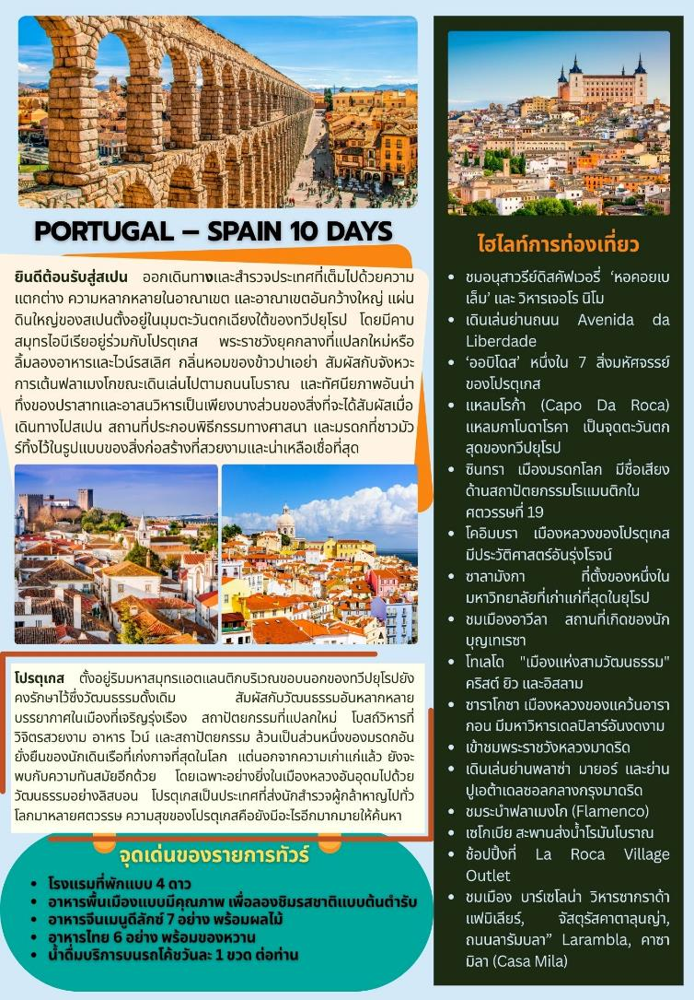 PORTUGAL – SPAIN 10 DAYS
ยินดีต้อนรับสู่สเปน ออกเดินทางและสำรวจประเทศที่เต็มไปด้วยความ
แตกต่าง ความหลากหลายในอาณาเขต และอาณาเขตอันกว้างใหญ่ แผ่น
ดินใหญ่ของสเปนตั้งอยู่ในมุมตะวันตกเฉียงใต้ของทวีปยุโรป โดยมีคาบ
สมุทรไอบีเรียอยู่ร่วมกับโปรตุเกส พระราชวังยุคกลางที่แปลกใหม่หรือ
ลิ้มลองอาหารและไวน์รสเลิศ กลิ่นหอมของข้าวปาเอย่า สัมผัสกับจังหวะ
การเต้นฟลาเมงโกขณะเดินเล่นไปตามถนนโบราณ และทัศนียภาพอันน่า
ทึ่งของปราสาทและอาสนวิหารเป็นเพียงบางส่วนของสิ่งที่จะได้สัมผัสเมื่อ
เดินทางไปสเปน สถานที่ประกอบพิธีกรรมทางศาสนา และมรดกที่ชาวมัว
ร์ทิ้งไว้ในรูปแบบของสิ่งก่อสร้างที่สวยงามและน่าเหลือเชื่อที่สุด
โปรตุเกส ตั้งอยู่ริมมหาสมุทรแอตแลนติกบริเวณขอบนอกของทวีปยุโรปยัง
คงรักษาไว้ซึ่งวัฒนธรรมดั้งเดิม สัมผัสกับวัฒนธรรมอันหลากหลาย
บรรยากาศในเมืองที่เจริญรุ่งเรือง สถาปัตยกรรมที่แปลกใหม่ โบสถ์วิหารที่
วิจิตรสวยงาม อาหาร ไวน์ และสถาปัตยกรรม ล้วนเป็นส่วนหนึ่งของมรดกอัน
ยั่งยืนของนักเดินเรือที่เก่งกาจที่สุดในโลก แต่นอกจากความเก่าแก่แล้ว ยังจะ
พบกับความทันสมัยอีกด้วย โดยเฉพาะอย่างยิ่งในเมืองหลวงอันอุดมไปด้วย
วัฒนธรรมอย่างลิสบอน โปรตุเกสเป็นประเทศที่ส่งนักสำรวจผู้กล้าหาญไปทั่ว
โลกมาหลายศตวรรษ ความสุขของโปรตุเกสคือยังมีอะไรอีกมากมายให้ค้นหา
จุดเด่นของรายการทัวร์
• โรงแรมที่พักแบบ 4 ดาว
• อาหารพื้นเมืองแบบมีคุณภาพ เพื่อลองชิมรสชาติแบบต้นตำรับ
• อาหารจีนเมนูดีลักซ์ 7 อย่าง พร้อมผลไม้
• อาหารไทย 6 อย่าง พร้อมของหวาน
• น้ำดื่มบริการบนรถโค้ชวันละ 1 ขวด ต่อท่าน
ไฮไลท์การท่องเที่ยว
• ชมอนุสาวรีย์ดิสคัฟเวอรี่ ‘หอคอยเบ
เล็ม’ และ วิหารเจอโร นิโม
• เดินเล่นย่านถนน Avenida da
Liberdade
• ‘ออบิโดส’ หนึ่งใน 7 สิ่งมหัศจรรย์
ของโปรตุเกส
• แหลมโรก้า (Capo Da Roca)
แหลมกาโบดาโรคา เป็นจุดตะวันตก
สุดของทวีปยุโรป
• ซินทรา เมืองมรดกโลก มีชื่อเสียง
ด้านสถาปัตยกรรมโรแมนติกใน
ศตวรรษที่ 19
• โคอิมบรา เมืองหลวงของโปรตุเกส
มีประวัติศาสตร์อันรุ่งโรจน์
• ซาลามังกา ที่ตั้งของหนึ่งใน
มหาวิทยาลัยที่เก่าแก่ที่สุดในยุโรป
• ชมเมืองอาวีลา สถานที่เกิดของนัก
บุญเทเรซา
• โทเลโด "เมืองแห่งสามวัฒนธรรม"
คริสต์ ยิว และอิสลาม
• ซาราโกซา เมืองหลวงของแคว้นอารา
กอน มีมหาวิหารเดลปิลาร์อันงดงาม
• เข้าชมพระราชวังหลวงมาดริด
• เดินเล่นย่านพลาซ่า มายอร์ และย่าน
ปูเอต้าเดลซอลกลางกรุงมาดริด
• ชมระบำฟลาเมงโก (Flamenco)
• เซโกเบีย สะพานส่งน้ำโรมันโบราณ
• ช้อปปิ้งที่ La Roca Village
Outlet
• ชมเมือง บาร์เซโลน่า วิหารซากราด้า
แฟมิเลียร์, จัสตุรัสคาตาลุนญ่า,
ถนนลารัมบลา” Larambla, คาซา
มิลา (Casa Mila)